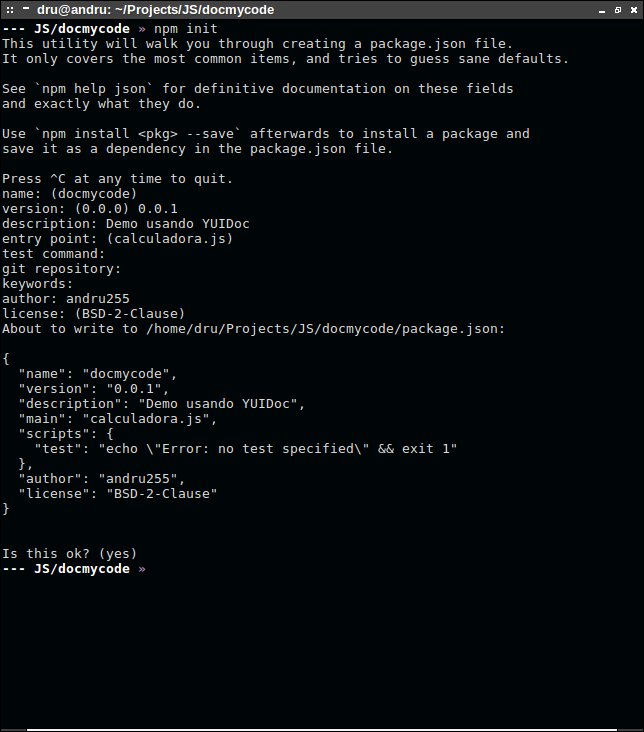 dru@andru: ~/Projects/JS/docmycode
--- JS/docmycode » npm init
This utility will walk you through creating a package.json file.
It only covers the most common items, and tries to guess sane defaults.
See `npm help json` for definitive documentation on these fields
and exactly what they do.
Use `npm install <pkg> --save` afterwards to install a package and
save it as a dependency in the package.json file.
Press ^C at any time to quit.
name: (docmycode)
version: (0.0.0) 0.0.1
description: Demo usando YUIDoc
entry point: (calculadora.js)
test command:
git repository:
keywords:
author: andru255
license: (BSD-2-Clause)
About to write to /home/dru/Projects/JS/docmycode/package.json:
{
  "name": "docmycode",
  "version": "0.0.1",
  "description": "Demo usando YUIDoc",
  "main": "calculadora.js",
  "scripts": {
    "test": "echo \"Error: no test specified\" && exit 1"
  },
  "author": "andru255",
  "license": "BSD-2-Clause"
}
Is this ok? (yes)
--- JS/docmycode »